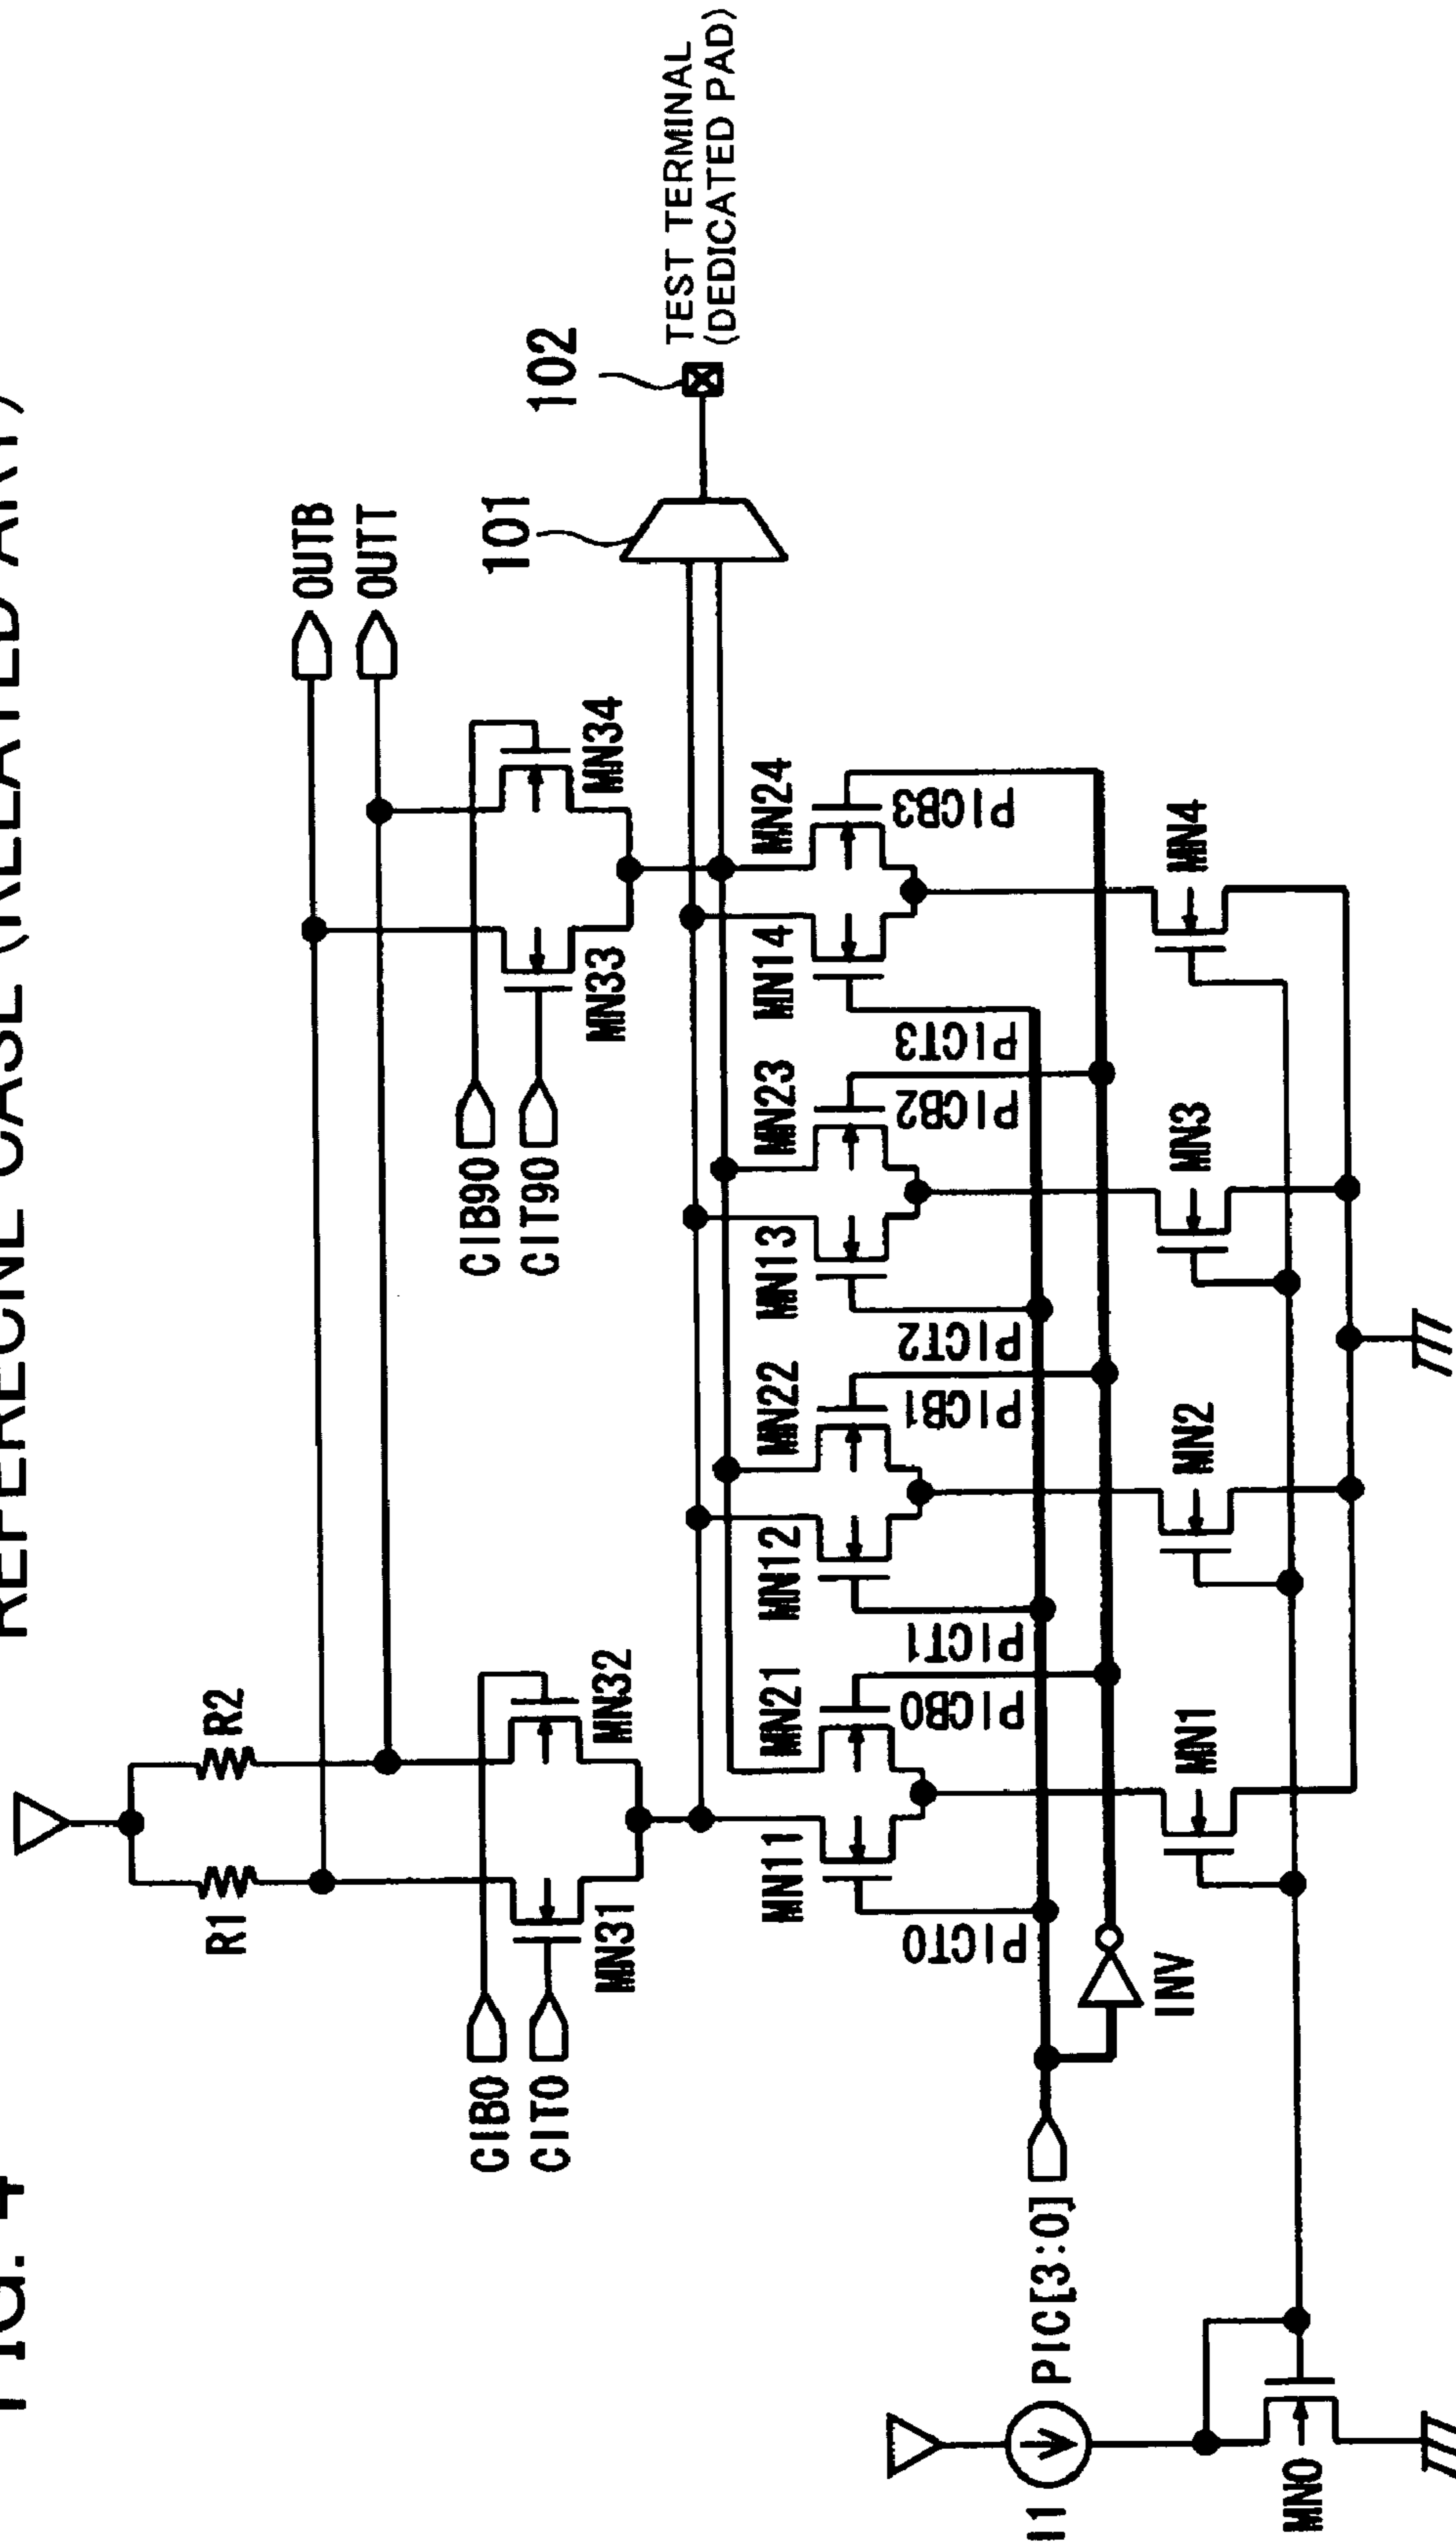 FIG. 4
REFERECNE CASE (RELATED ART)
R1
R2
OUTB
OUTT
CIB0
CIT0
MN31
MN32
CIB90
CIT90
MN33
MN34
101
102
TEST TERMINAL
(DEDICATED PAD)
MN11
MN21
MN12
MN22
MN13
MN23
MN14
MN24
PICT0
PICB0
PICT1
PICB1
PICT2
PICB2
PICT3
PICB3
I1
PIC[3:0]
INV
MN0
MN1
MN2
MN3
MN4